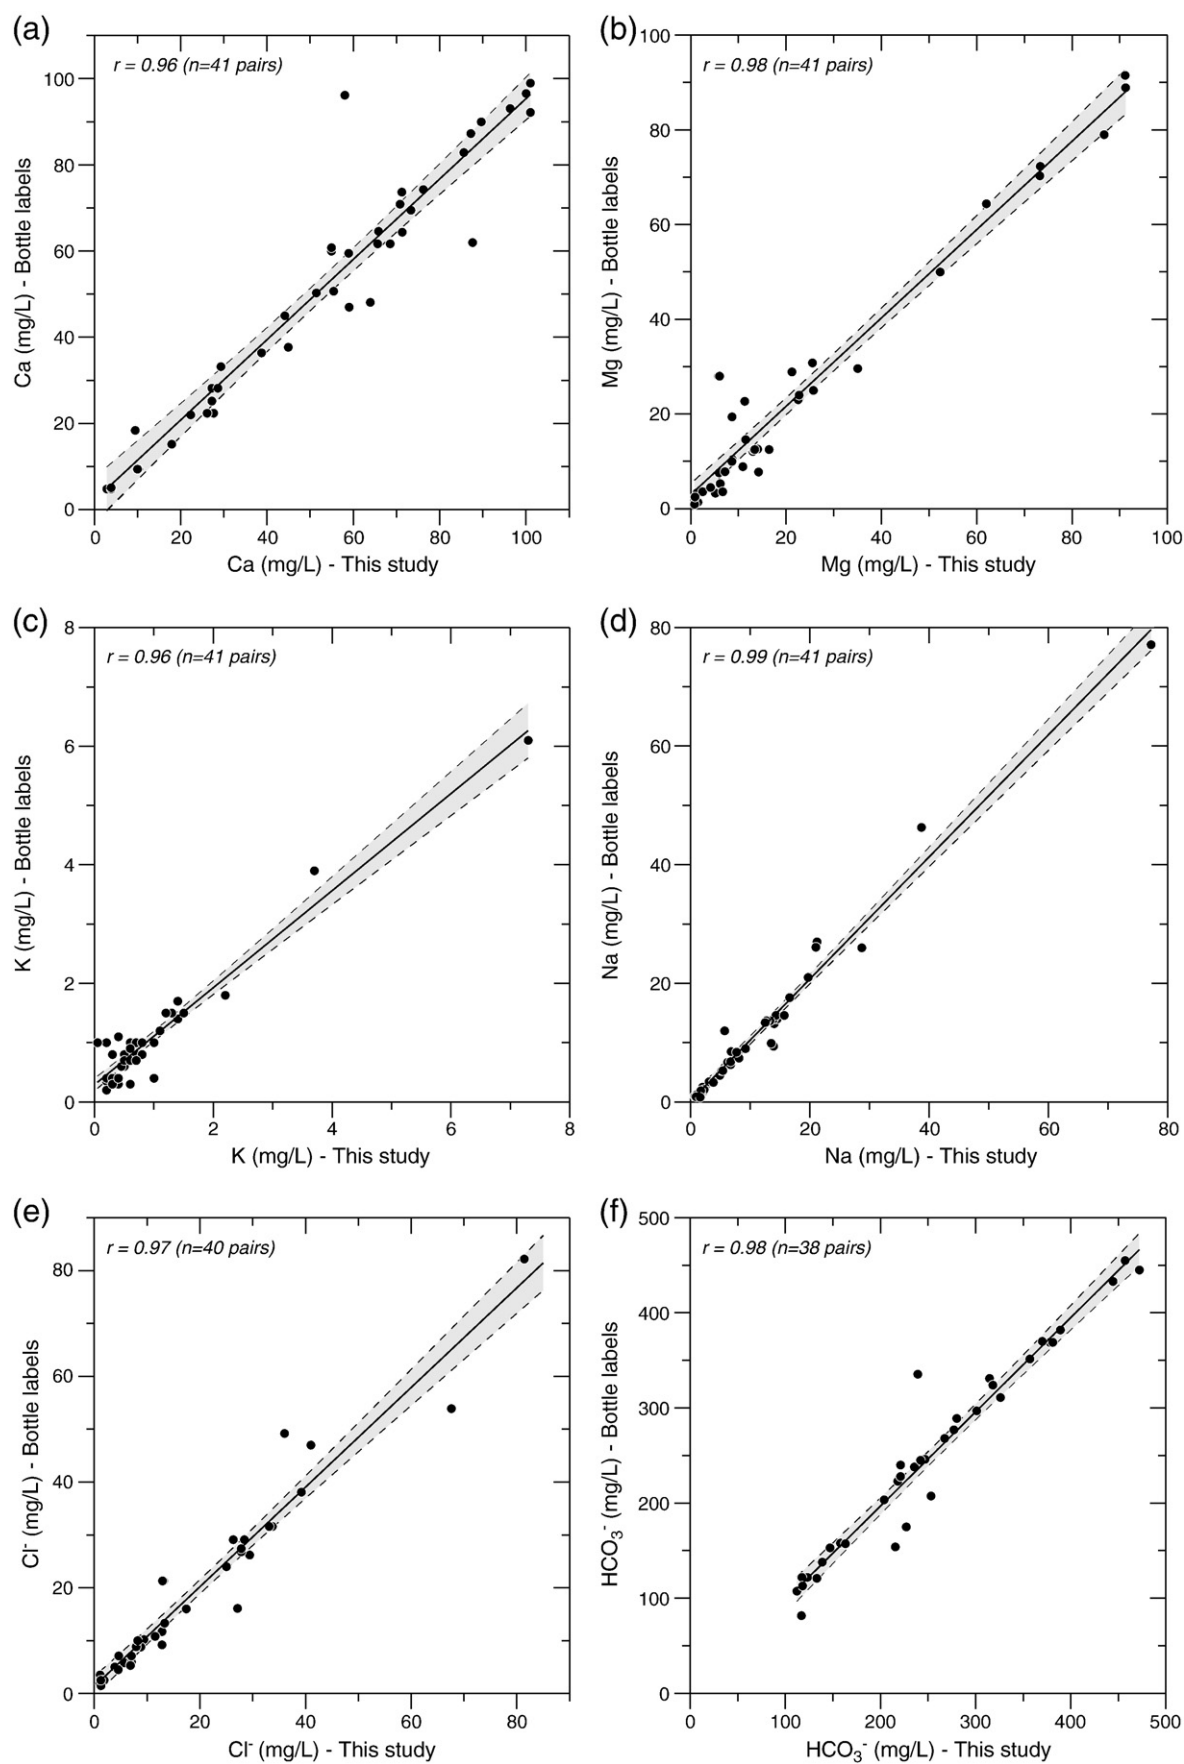 (a)
r = 0.96 (n=41 pairs)
100
80
60
40
20
0
Ca (mg/L) - Bottle labels
0 20 40 60 80 100
Ca (mg/L) - This study
(b)
r = 0.98 (n=41 pairs)
100
80
60
40
20
0
Mg (mg/L) - Bottle labels
0 20 40 60 80 100
Mg (mg/L) - This study
(c)
r = 0.96 (n=41 pairs)
8
6
4
2
0
K (mg/L) - Bottle labels
0 2 4 6 8
K (mg/L) - This study
(d)
r = 0.99 (n=41 pairs)
80
60
40
20
0
Na (mg/L) - Bottle labels
0 20 40 60 80
Na (mg/L) - This study
(e)
r = 0.97 (n=40 pairs)
80
60
40
20
0
Cl⁻ (mg/L) - Bottle labels
0 20 40 60 80
Cl⁻ (mg/L) - This study
(f)
r = 0.98 (n=38 pairs)
500
400
300
200
100
0
HCO₃⁻ (mg/L) - Bottle labels
0 100 200 300 400 500
HCO₃⁻ (mg/L) - This study